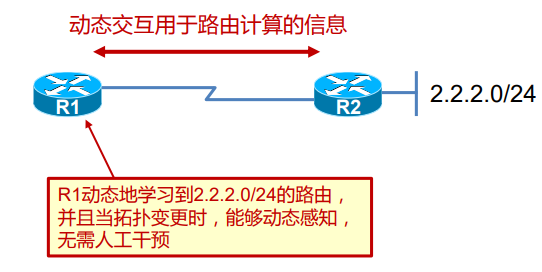 动态交互用于路由计算的信息
R1
R2
2.2.2.0/24
R1动态地学习到2.2.2.0/24的路由，
并且当拓扑变更时，能够动态感知，
无需人工干预